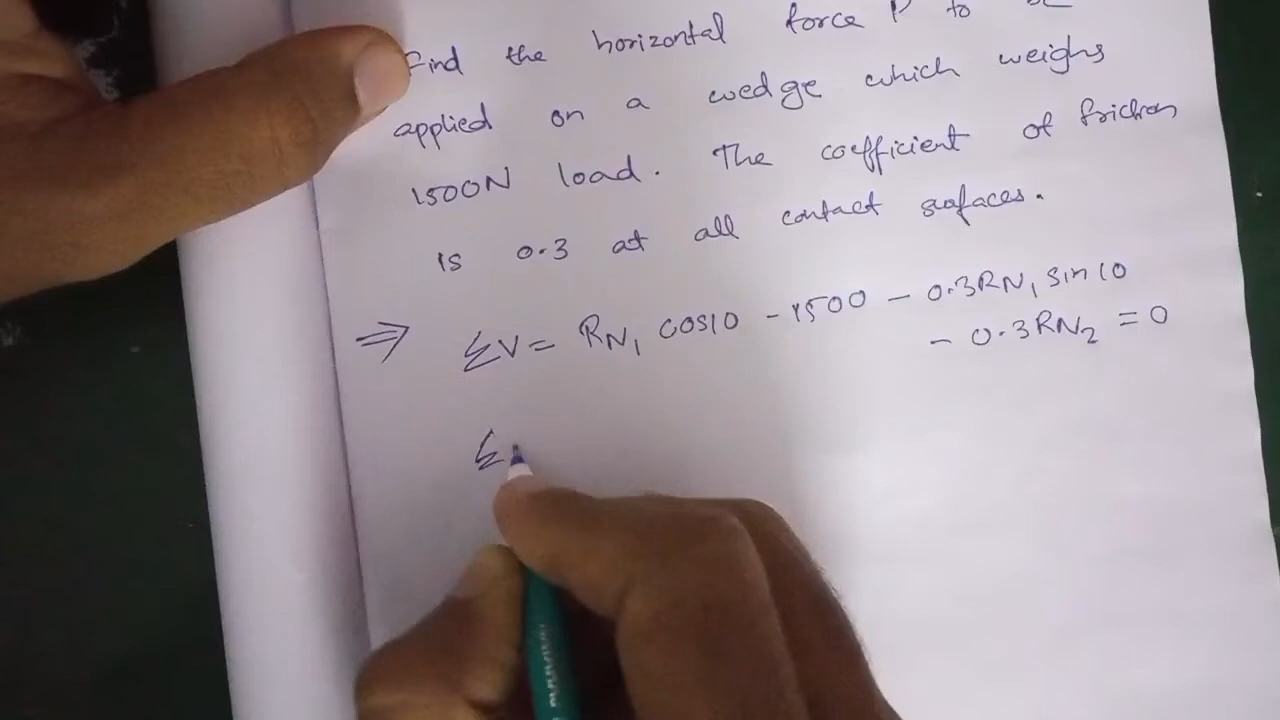 Find the horizontal force P to
applied on a wedge which weighs
1500N load. The coefficient of friction
is 0.3 at all contact surfaces.
⇒ ΣV = RN₁ cos10 - 1500 - 0.3RN₁ sin10
- 0.3RN₂ = 0
Σ